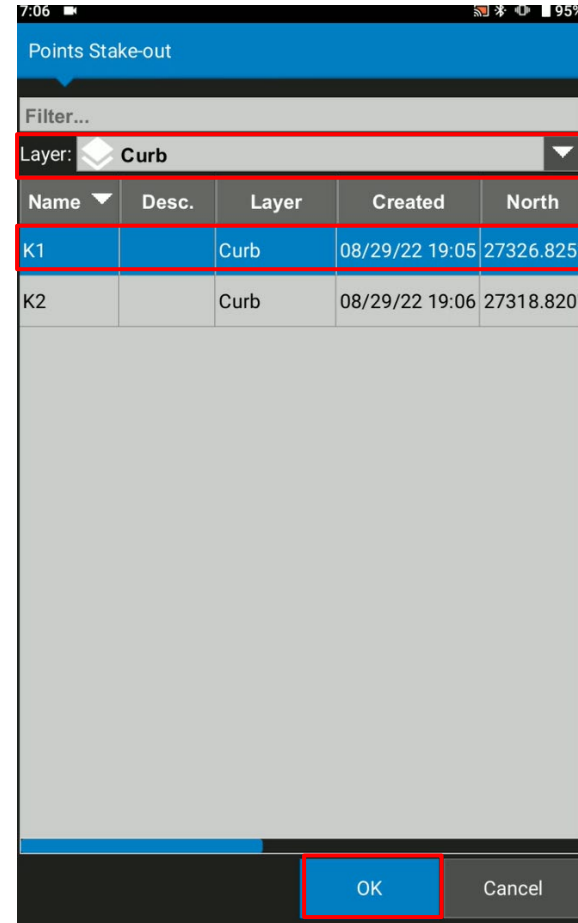 7:06 95%
Points Stake-out
Filter...
Layer: Curb
Name Desc. Layer Created North
K1 Curb 08/29/22 19:05 27326.825
K2 Curb 08/29/22 19:06 27318.820
OK Cancel